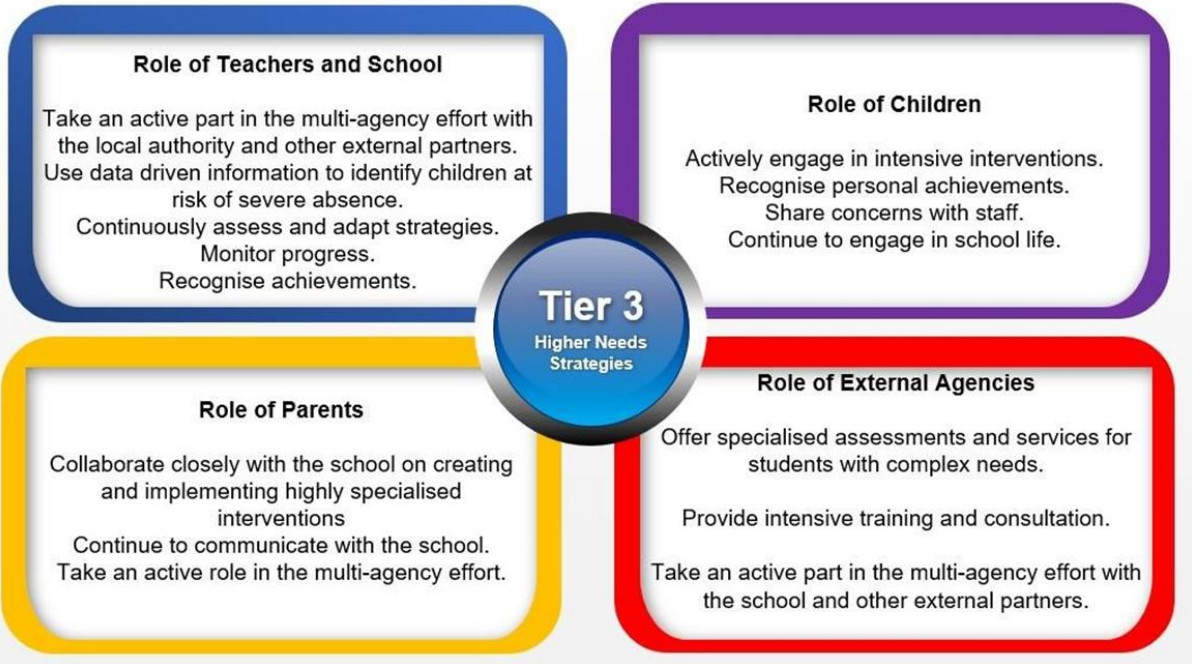 Role of Teachers and School
Take an active part in the multi-agency effort with
the local authority and other external partners.
Use data driven information to identify children at
risk of severe absence.
Continuously assess and adapt strategies.
Monitor progress.
Recognise achievements.
Role of Children
Actively engage in intensive interventions.
Recognise personal achievements.
Share concerns with staff.
Continue to engage in school life.
Tier 3
Higher Needs
Strategies
Role of Parents
Collaborate closely with the school on creating
and implementing highly specialised
interventions
Continue to communicate with the school.
Take an active role in the multi-agency effort.
Role of External Agencies
Offer specialised assessments and services for
students with complex needs.
Provide intensive training and consultation.
Take an active part in the multi-agency effort with
the school and other external partners.